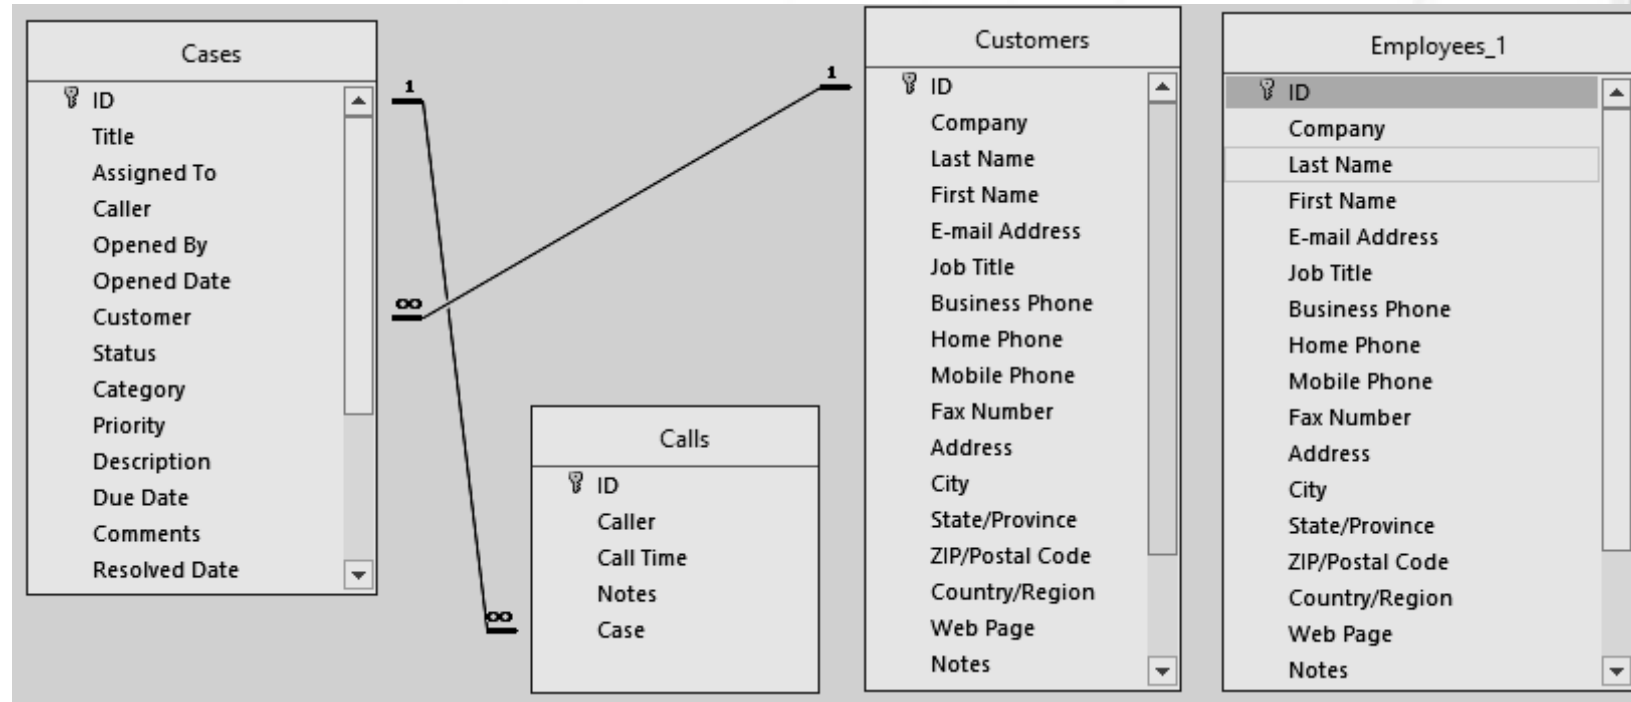 Cases
ID
Title
Assigned To
Caller
Opened By
Opened Date
Customer
Status
Category
Priority
Description
Due Date
Comments
Resolved Date
1
∞
1
∞
Calls
ID
Caller
Call Time
Notes
Case
Customers
ID
Company
Last Name
First Name
E-mail Address
Job Title
Business Phone
Home Phone
Mobile Phone
Fax Number
Address
City
State/Province
ZIP/Postal Code
Country/Region
Web Page
Notes
Employees_1
ID
Company
Last Name
First Name
E-mail Address
Job Title
Business Phone
Home Phone
Mobile Phone
Fax Number
Address
City
State/Province
ZIP/Postal Code
Country/Region
Web Page
Notes